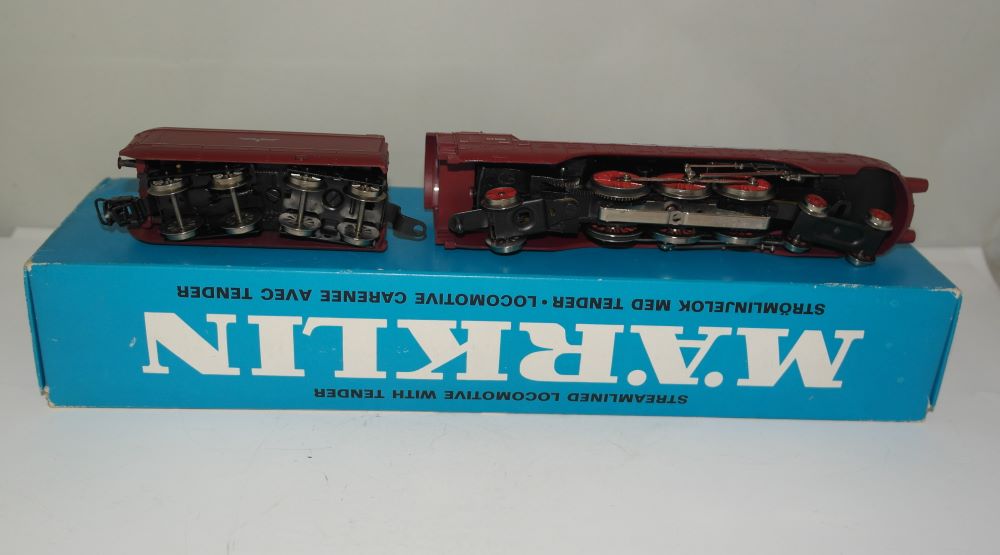 STREAMLINED LOCOMOTIVE WITH TENDER
MÄRKLIN
STRÖMLINJELOK MED TENDER • LOCOMOTIVE CARENEE AVEC TENDER